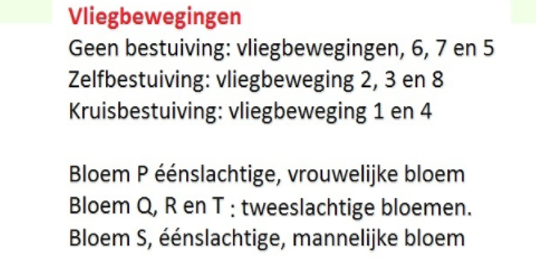 Vliegbewegingen
Geen bestuiving: vliegbewegingen, 6, 7 en 5
Zelfbestuiving: vliegbeweging 2, 3 en 8
Kruisbestuiving: vliegbeweging 1 en 4
Bloem P éénslachtige, vrouwelijke bloem
Bloem Q, R en T : tweeslachtige bloemen.
Bloem S, éénslachtige, mannelijke bloem